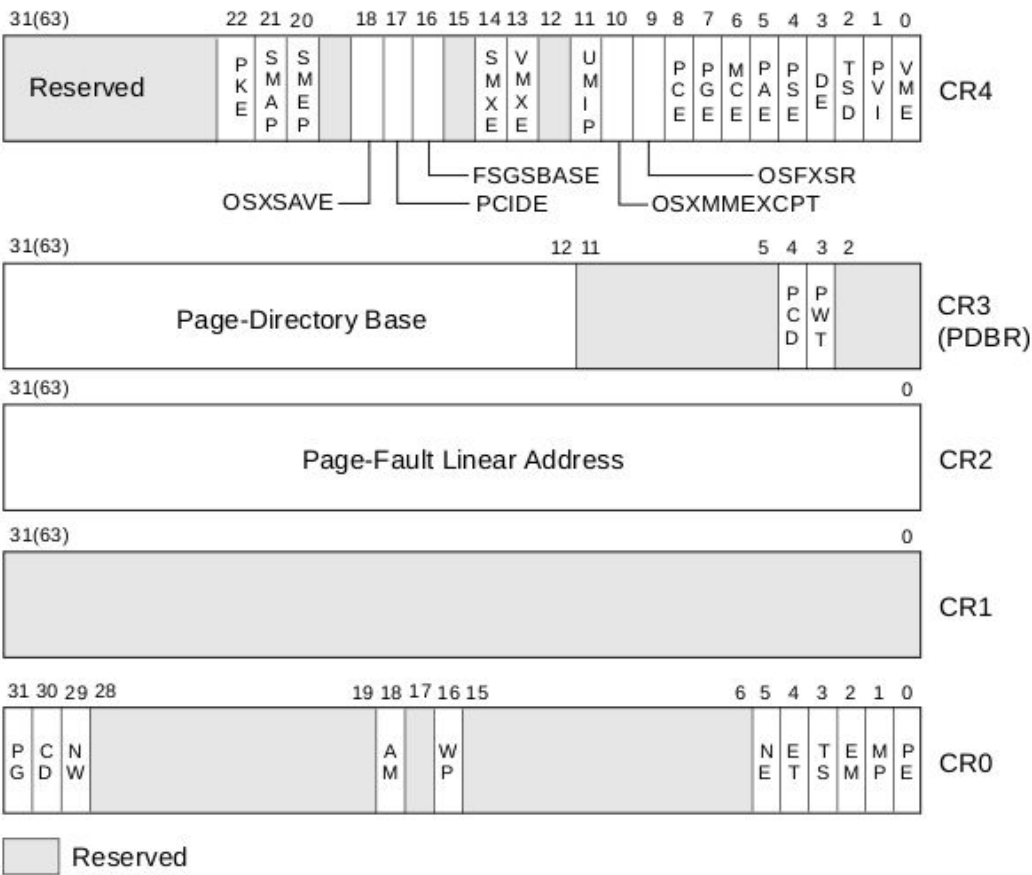 31(63) 22 21 20 18 17 16 15 14 13 12 11 10 9 8 7 6 5 4 3 2 1 0
Reserved PKE SMAP SMEP SMXE VMXE UMIP PCE PGE MCE PAE PSE DE TSD PVI VME CR4
FSGSBASE OSFXSR
OSXSAVE PCIDE OSXMMEXCPT
31(63) 12 11 5 4 3 2
Page-Directory Base PCD PWT CR3
(PDBR)
31(63) 0
Page-Fault Linear Address CR2
31(63) 0
CR1
31 30 29 28 19 18 17 16 15 6 5 4 3 2 1 0
PG CD NW AM WP NE ET TS EM MP PE CR0
Reserved